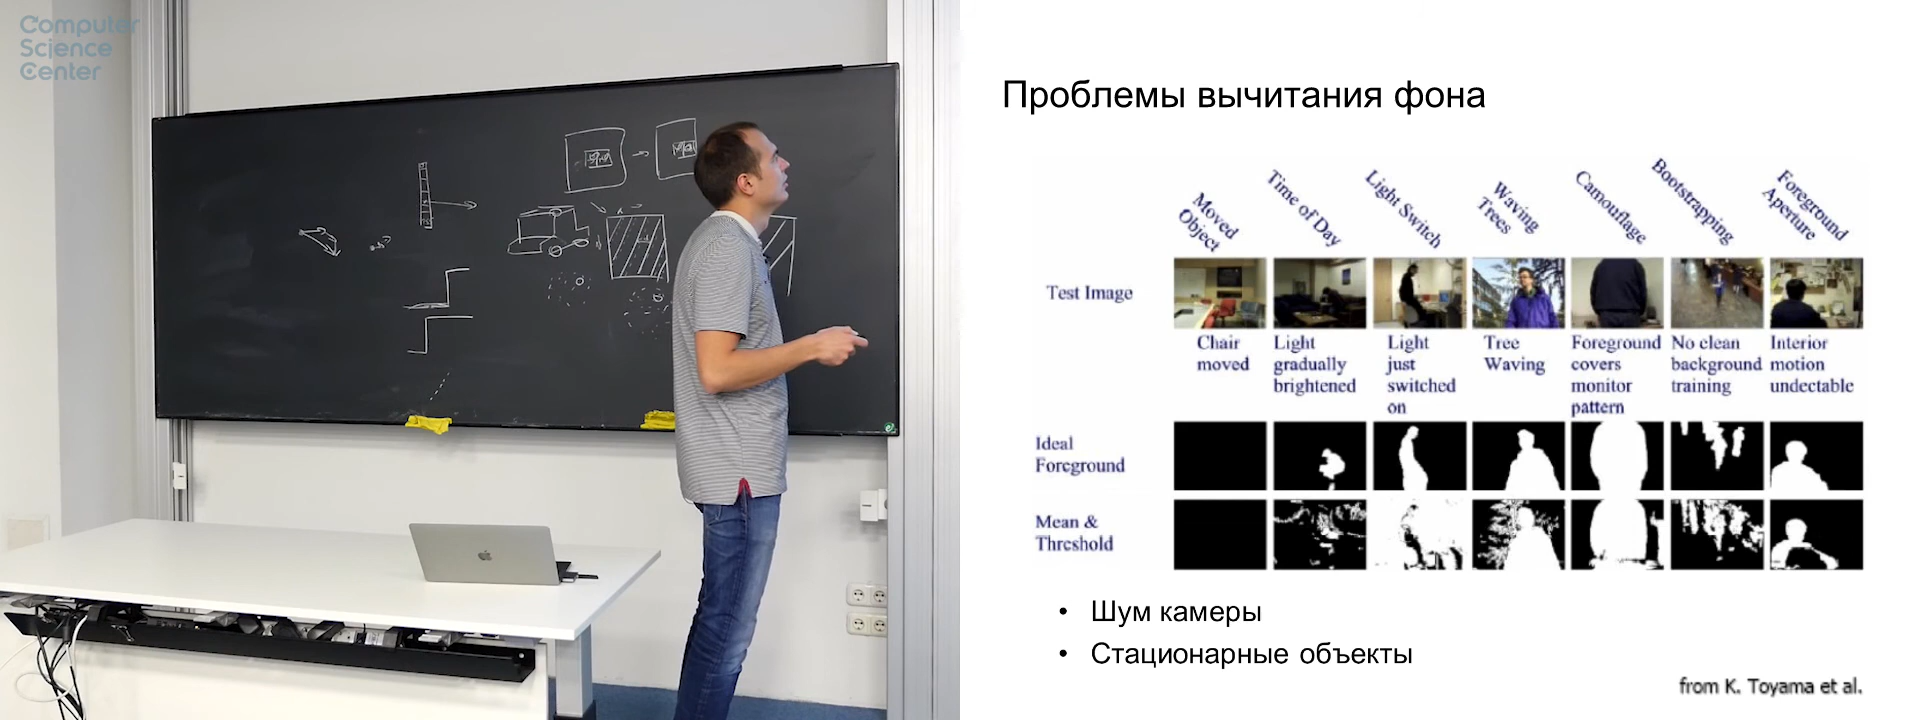 Computer
Science
Center
Проблемы вычитания фона
Moved Object
Time of Day
Light Switch
Waving Trees
Camouflage
Bootstrapping
Foreground Aperture
Test Image
Chair moved
Light gradually brightened
Light just switched on
Tree Waving
Foreground covers monitor pattern
No clean background training
Interior motion undectable
Ideal Foreground
Mean & Threshold
• Шум камеры
• Стационарные объекты
from K. Toyama et al.